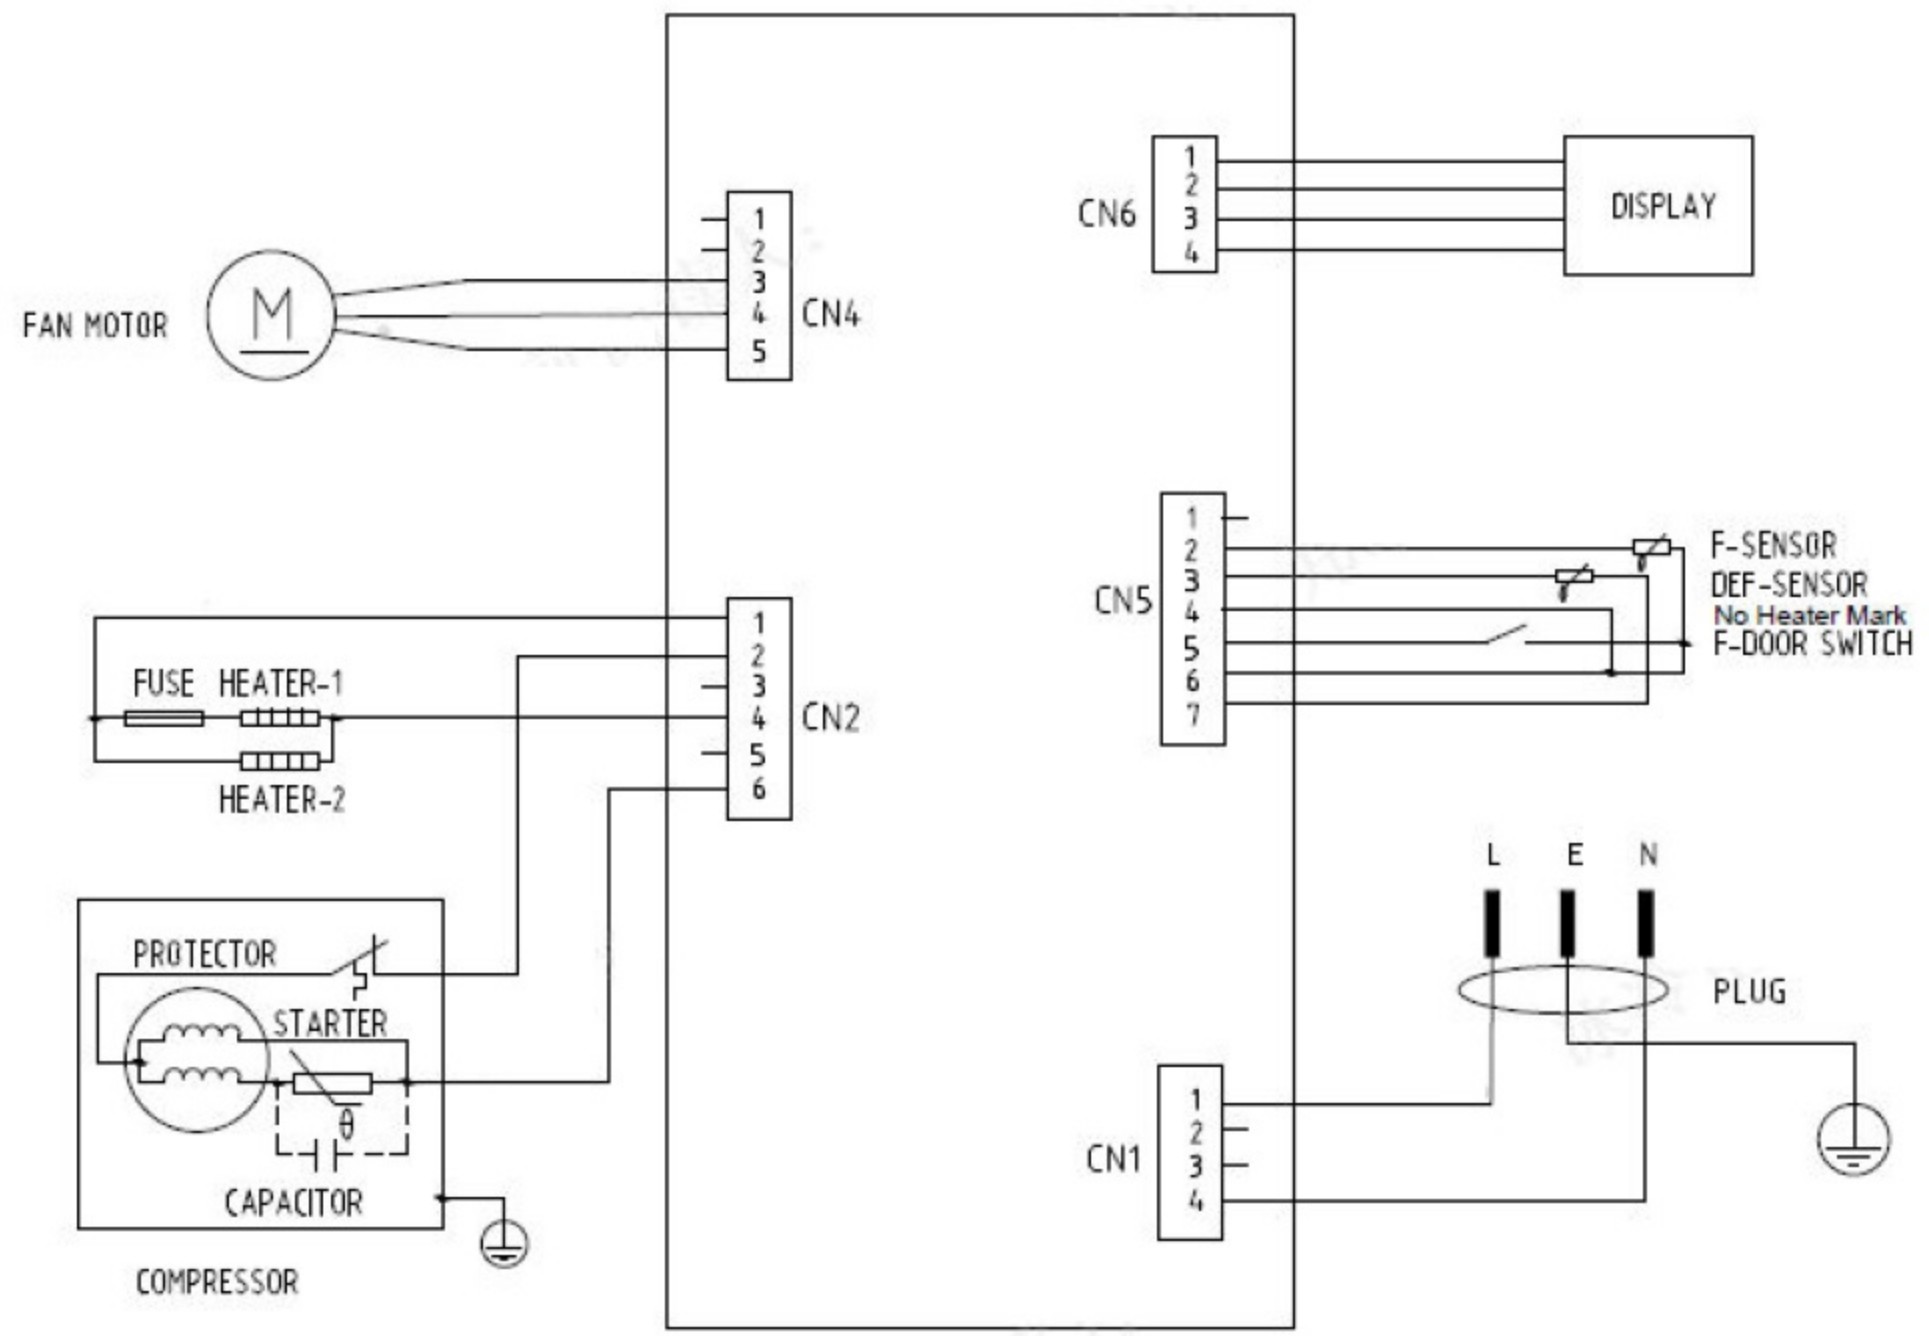 1
2
3
4
5
CN4
M
FAN MOTOR
CN6
1
2
3
4
DISPLAY
1
2
3
4
5
6
CN2
FUSE HEATER-1
HEATER-2
CN5
1
2
3
4
5
6
7
F-SENSOR
DEF-SENSOR
No Heater Mark
F-DOOR SWITCH
PROTECTOR
STARTER
θ
CAPACITOR
COMPRESSOR
L E N
PLUG
CN1
1
2
3
4